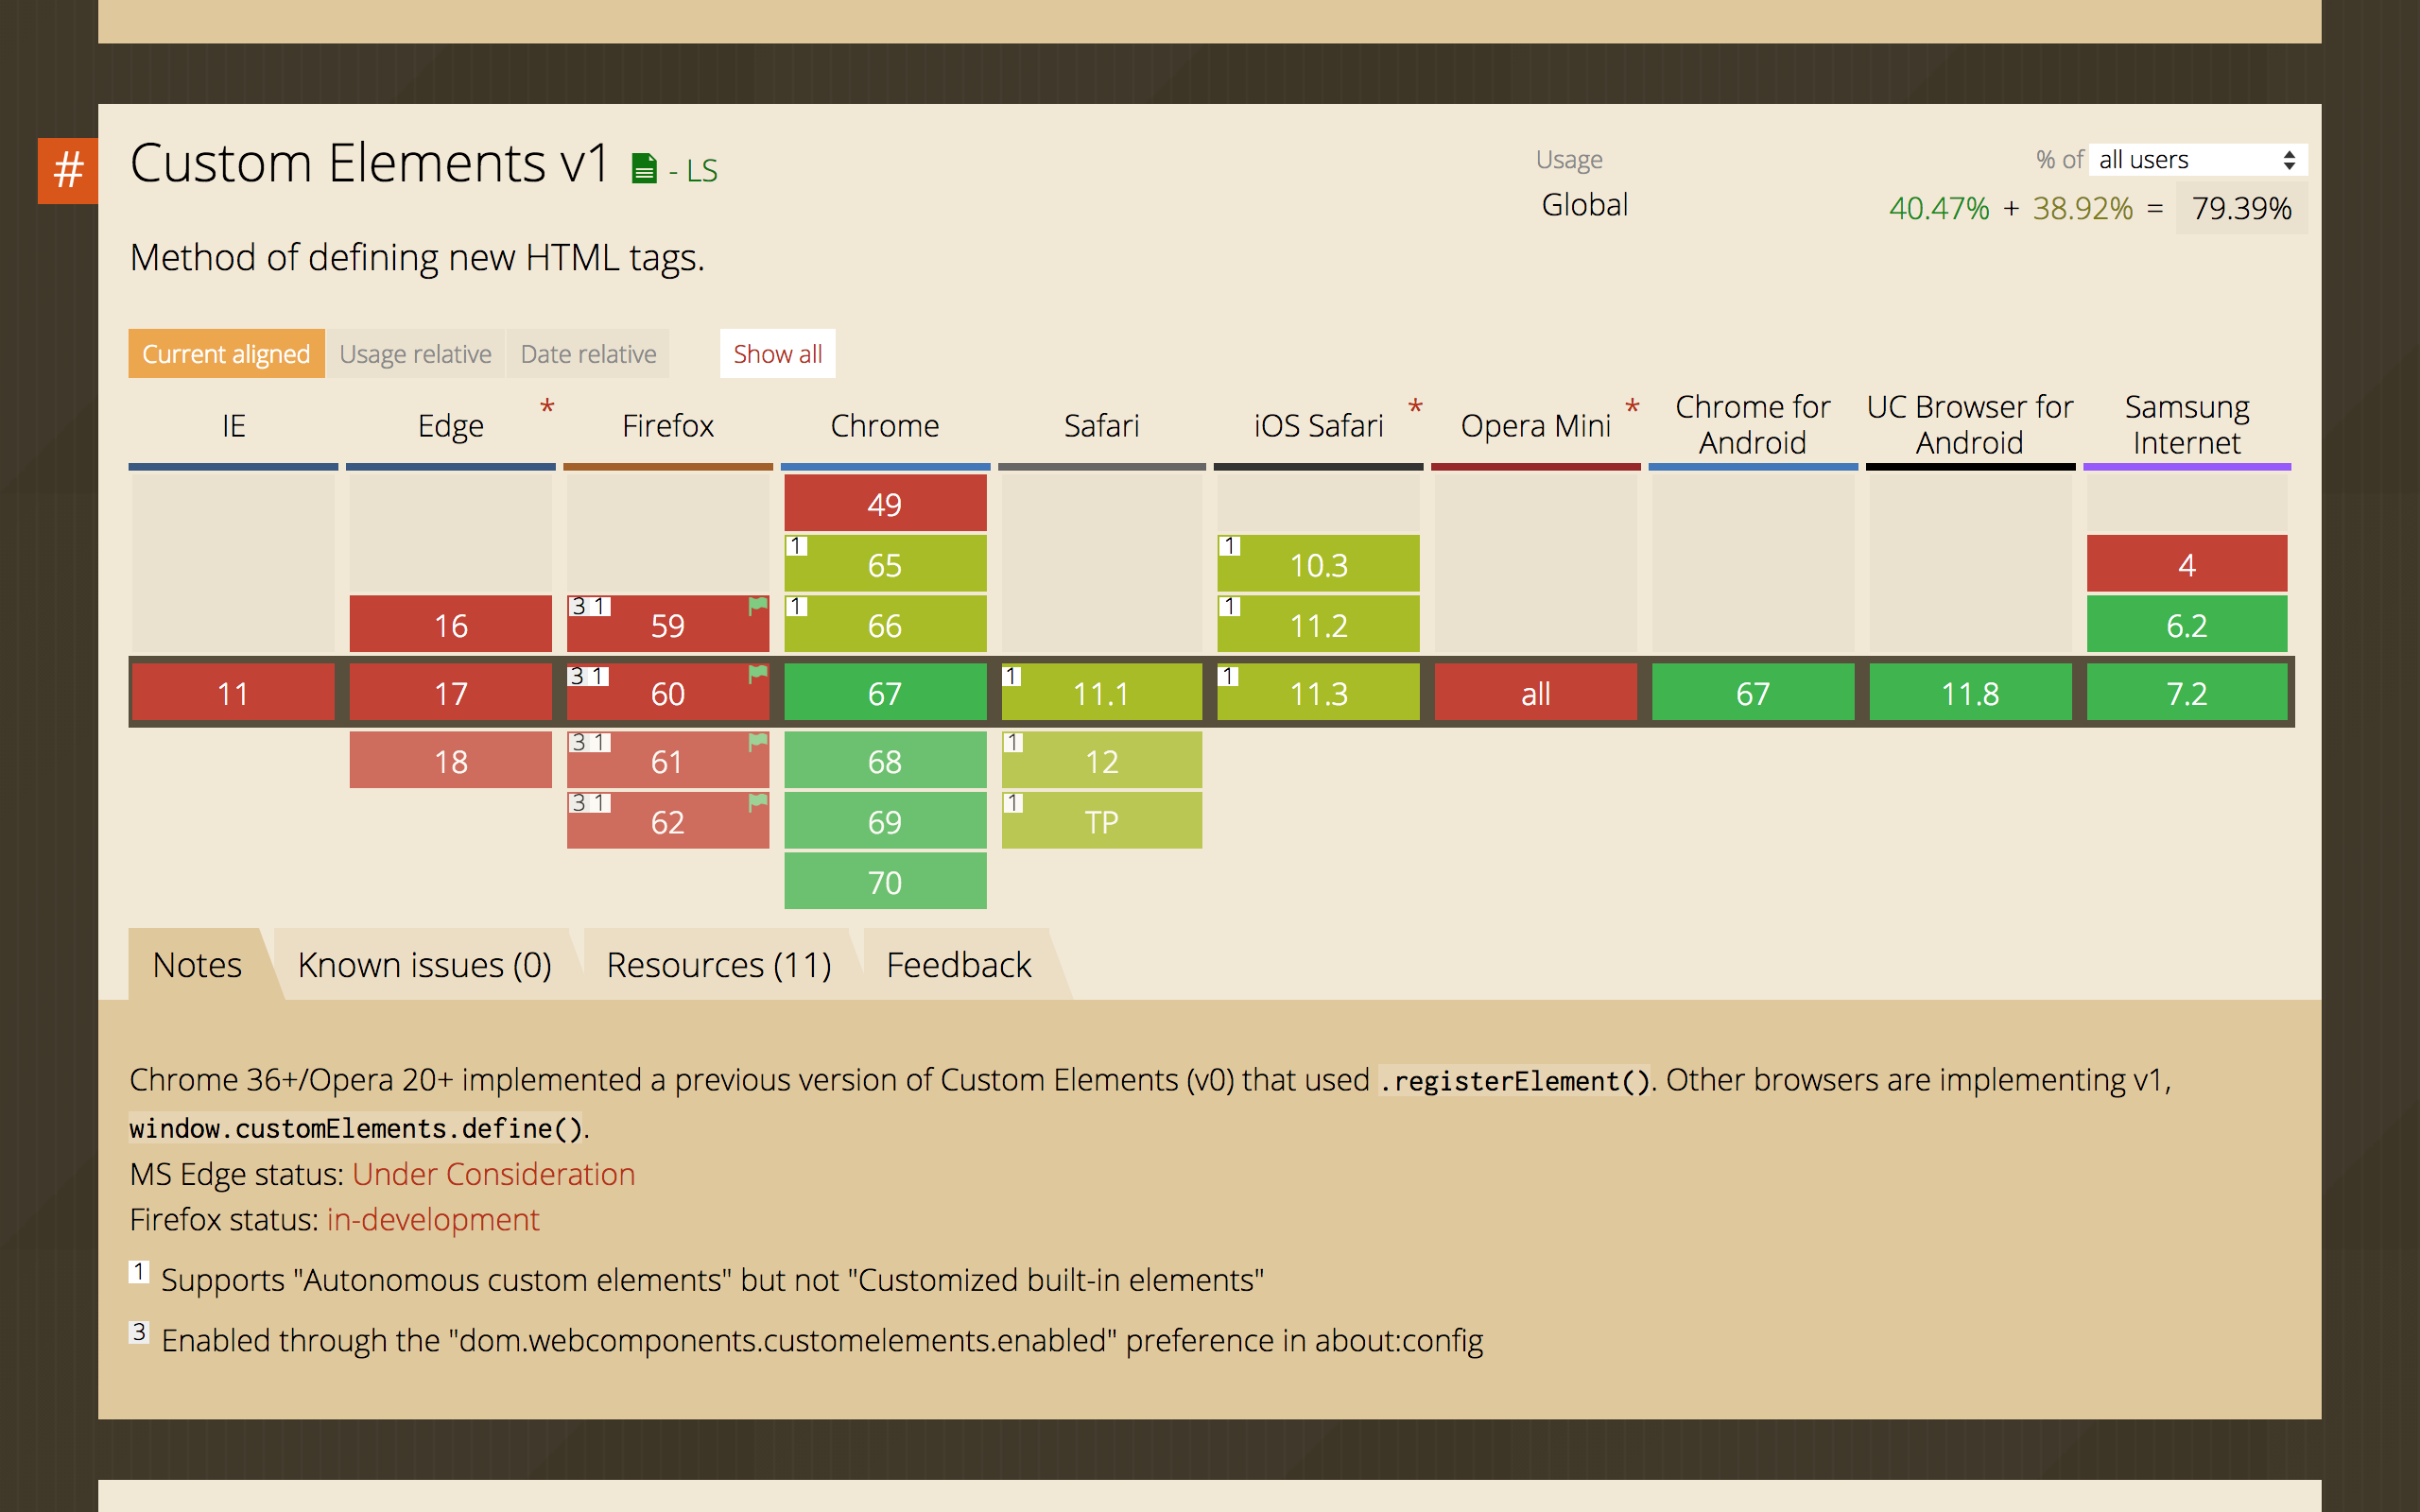 #
Custom Elements v1 - LS
Usage % of all users
Global 40.47% + 38.92% = 79.39%
Method of defining new HTML tags.
Current aligned Usage relative Date relative Show all
IE Edge * Firefox Chrome Safari iOS Safari * Opera Mini * Chrome for Android UC Browser for Android Samsung Internet
49
1 65 1 10.3 4
16 3 1 59 1 66 1 11.2 6.2
11 17 3 1 60 67 1 11.1 1 11.3 all 67 11.8 7.2
18 3 1 61 68 1 12
3 1 62 69 1 TP
70
Notes Known issues (0) Resources (11) Feedback
Chrome 36+/Opera 20+ implemented a previous version of Custom Elements (v0) that used .registerElement(). Other browsers are implementing v1,
window.customElements.define().
MS Edge status: Under Consideration
Firefox status: in-development
1 Supports "Autonomous custom elements" but not "Customized built-in elements"
3 Enabled through the "dom.webcomponents.customelements.enabled" preference in about:config